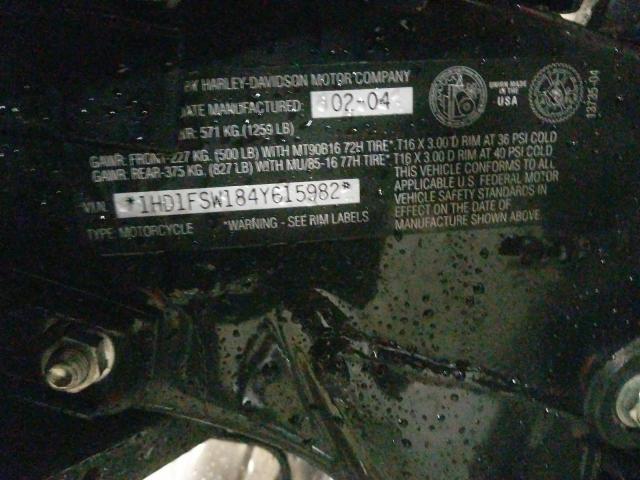 HARLEY-DAVIDSON MOTOR COMPANY
DATE MANUFACTURED: 02-04
571 KG (1259 LB)
GAWR: FRONT-227 KG. (500 LB) WITH MT90B16 72H TIRE*, T16 X 3.00 D RIM AT 36 PSI COLD
GAWR: REAR-375 KG. (827 LB) WITH MU/85-16 77H TIRE* T16 X 3.00 D RIM AT 40 PSI COLD
V.I.N. *1HD1FSW184Y615982*
TYPE: MOTORCYCLE *WARNING - SEE RIM LABELS
THIS VEHICLE CONFORMS TO ALL
APPLICABLE U.S. FEDERAL MOTOR
VEHICLE SAFETY STANDARDS IN
EFFECT ON THE DATE OF
MANUFACTURE SHOWN ABOVE.
UNION MADE
IN THE
USA
13725-04